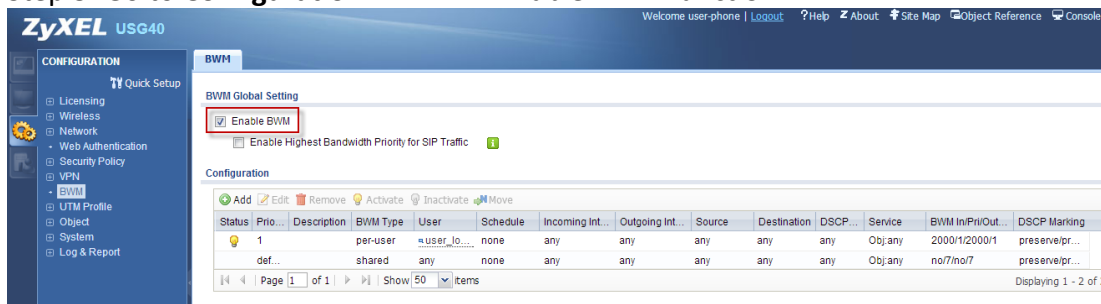 ZyXEL USG40
Welcome user-phone | Logout ?Help Z About Site Map Object Reference Console
CONFIGURATION
Quick Setup
Licensing
Wireless
Network
Web Authentication
Security Policy
VPN
BWM
UTM Profile
Object
System
Log & Report
BWM
BWM Global Setting
Enable BWM
Enable Highest Bandwidth Priority for SIP Traffic
Configuration
Add Edit Remove Activate Inactivate Move
Status Prio... Description BWM Type User Schedule Incoming Int... Outgoing Int... Source Destination DSCP... Service BWM In/Pri/Out... DSCP Marking
1 per-user user_lo... none any any any any any Obj:any 2000/1/2000/1 preserve/pr...
def... shared any none any any any any any Obj:any no/7/no/7 preserve/pr...
Page 1 of 1 Show 50 items
Displaying 1 - 2 of